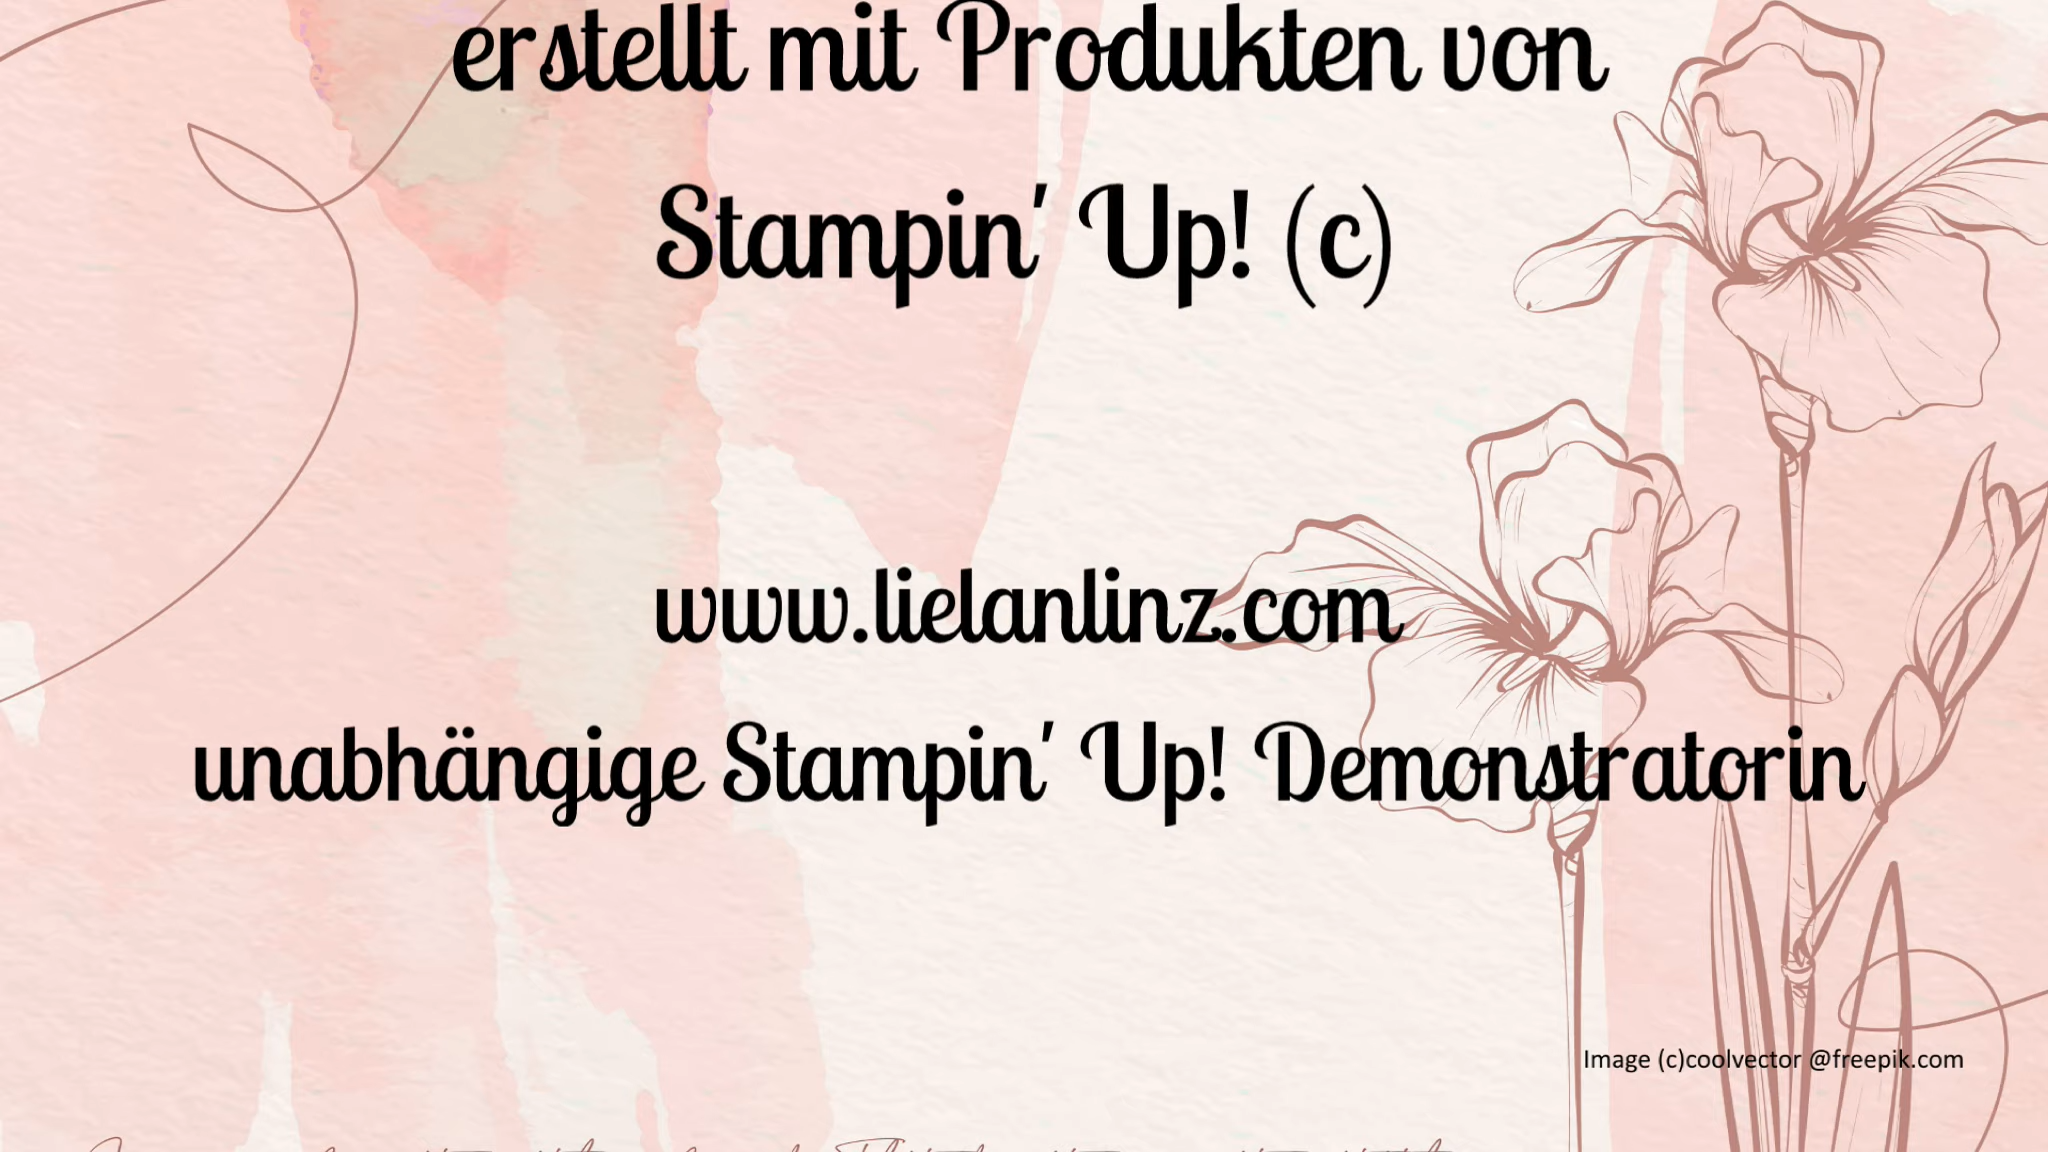 erstellt mit Produkten von
Stampin' Up! (c)
www.lielanlinz.com
unabhängige Stampin' Up! Demonstratorin
Image (c)coolvector @freepik.com